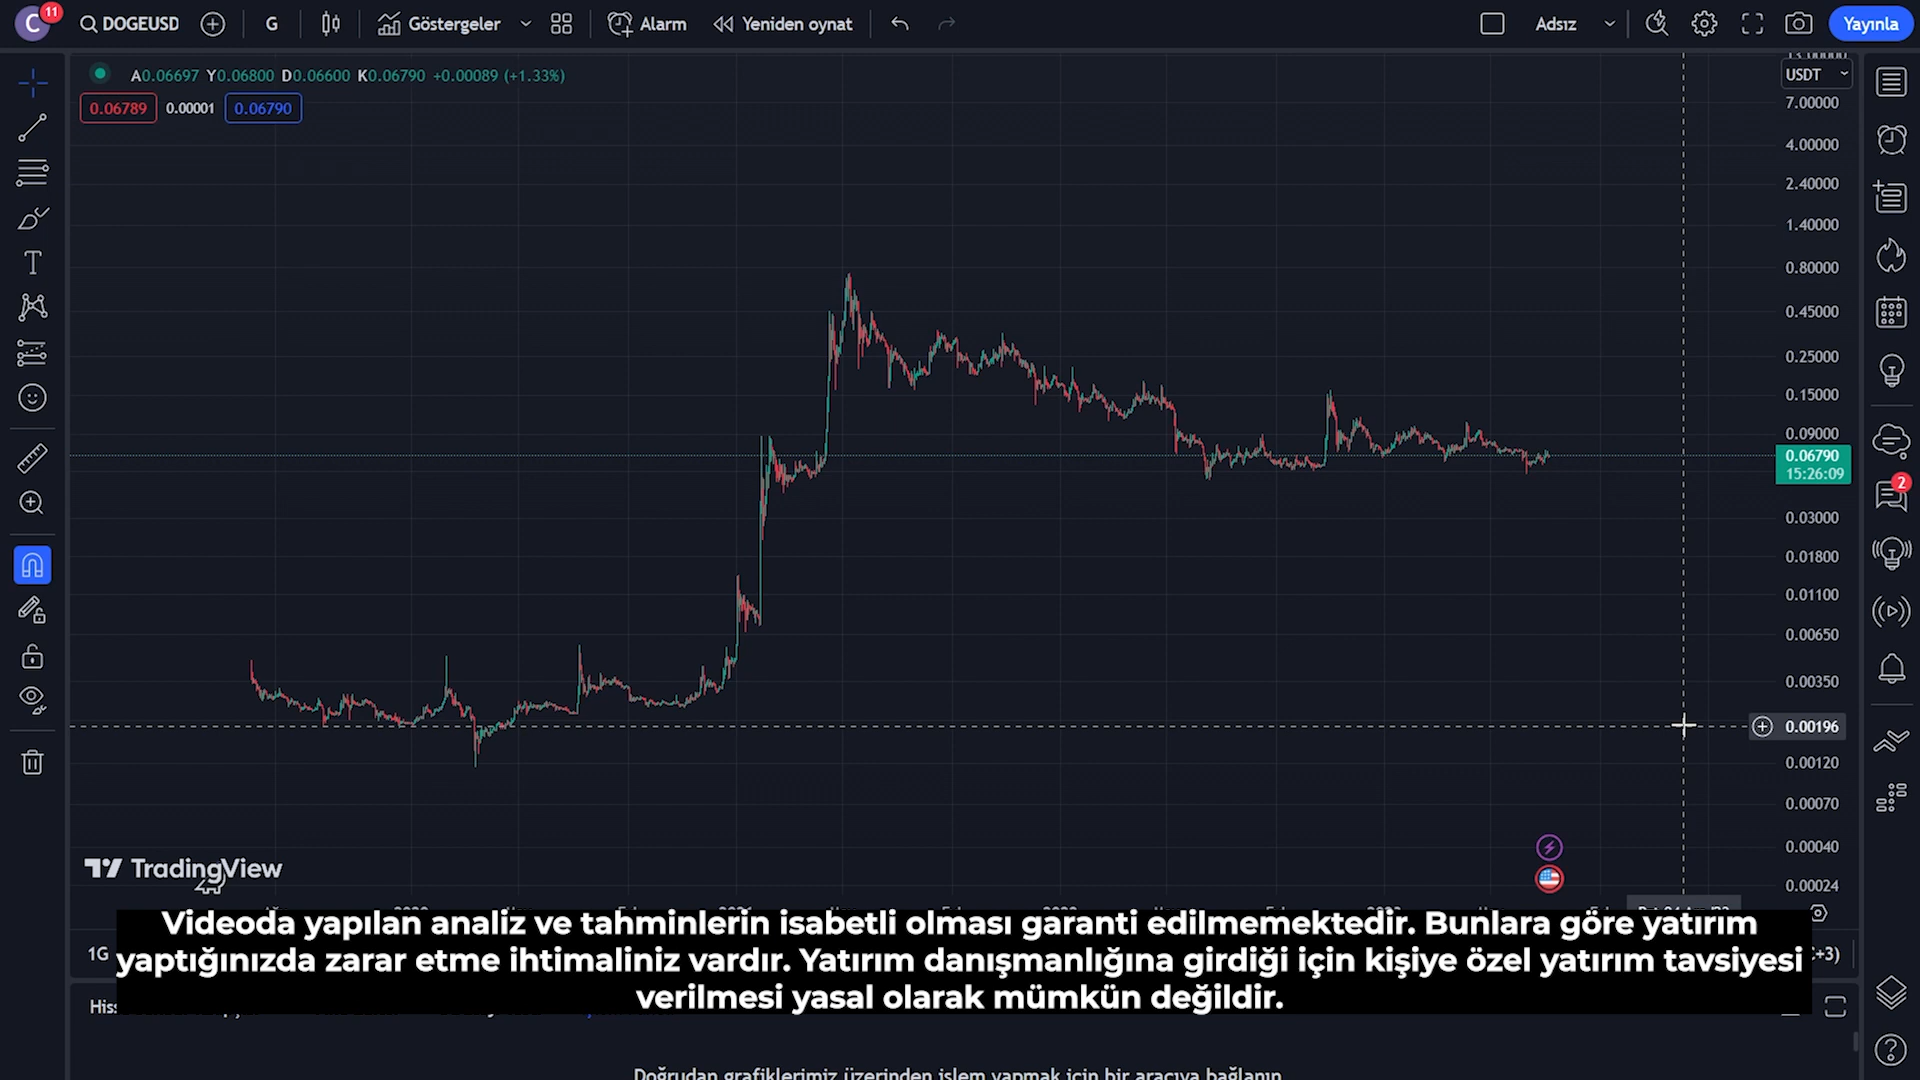 C
11
DOGEUSD
G
Göstergeler
Alarm
Yeniden oynat
Adsız
Yayınla
A0.06697 Y0.06800 D0.06600 K0.06790 +0.00089 (+1.33%)
0.06789 0.00001 0.06790
13.00000
USDT
7.00000
4.00000
2.40000
1.40000
0.80000
0.45000
0.25000
0.15000
0.09000
0.06790
15:26:09
2
0.03000
0.01800
0.01100
0.00650
0.00350
0.00196
0.00120
0.00070
0.00040
0.00024
TradingView
Videoda yapılan analiz ve tahminlerin isabetli olması garanti edilmemektedir. Bunlara göre yatırım
1G
yaptığınızda zarar etme ihtimaliniz vardır. Yatırım danışmanlığına girdiği için kişiye özel yatırım tavsiyesi
verilmesi yasal olarak mümkün değildir.
Doğrudan grafiklerimiz üzerinden işlem yapmak için bir aracıya bağlanın